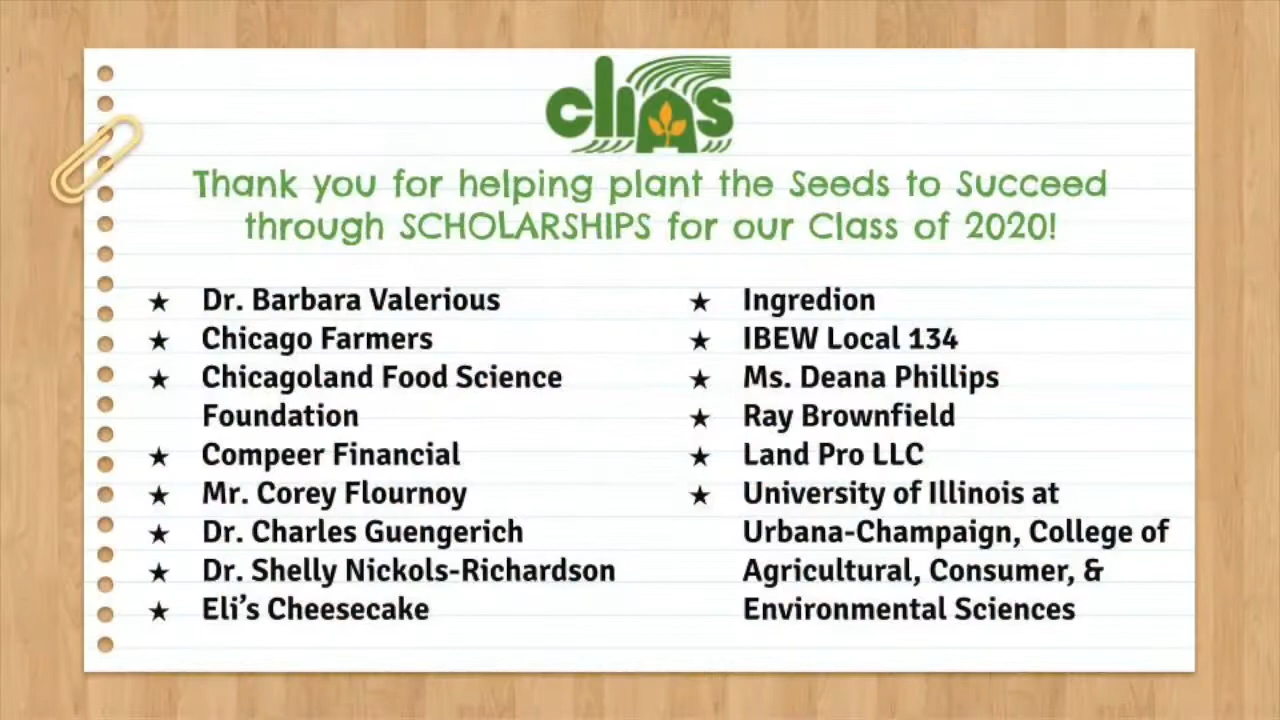 cliAs
Thank you for helping plant the Seeds to Succeed
through SCHOLARSHIPS for our Class of 2020!
★ Dr. Barbara Valerious
★ Chicago Farmers
★ Chicagoland Food Science
Foundation
★ Compeer Financial
★ Mr. Corey Flournoy
★ Dr. Charles Guengerich
★ Dr. Shelly Nickols-Richardson
★ Eli’s Cheesecake
★ Ingredion
★ IBEW Local 134
★ Ms. Deana Phillips
★ Ray Brownfield
★ Land Pro LLC
★ University of Illinois at
Urbana-Champaign, College of
Agricultural, Consumer, &
Environmental Sciences